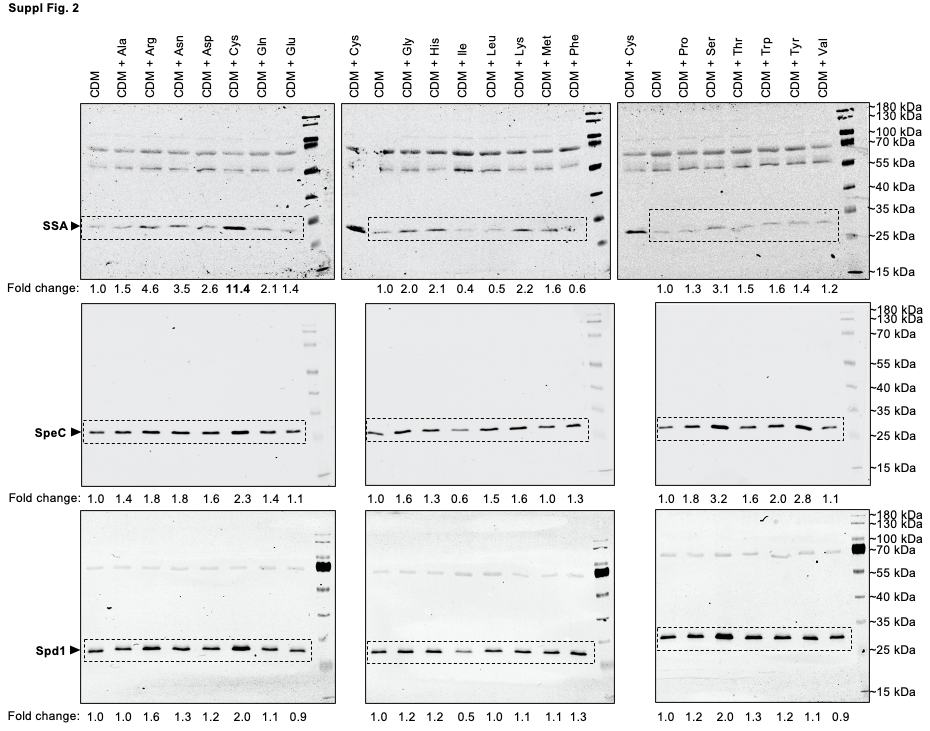 Suppl Fig. 2
CDM
CDM + Ala
CDM + Arg
CDM + Asn
CDM + Asp
CDM + Cys
CDM + Gln
CDM + Glu
CDM + Cys
CDM
CDM + Gly
CDM + His
CDM + Ile
CDM + Leu
CDM + Lys
CDM + Met
CDM + Phe
CDM + Cys
CDM
CDM + Pro
CDM + Ser
CDM + Thr
CDM + Trp
CDM + Tyr
CDM + Val
~180 kDa
~130 kDa
~100 kDa
~70 kDa
~55 kDa
~40 kDa
~35 kDa
SSA
~25 kDa
~15 kDa
Fold change: 1.0 1.5 4.6 3.5 2.6 11.4 2.1 1.4 1.0 2.0 2.1 0.4 0.5 2.2 1.6 0.6 1.0 1.3 3.1 1.5 1.6 1.4 1.2
~180 kDa
~130 kDa
~70 kDa
~55 kDa
~40 kDa
~35 kDa
SpeC
~25 kDa
~15 kDa
Fold change: 1.0 1.4 1.8 1.8 1.6 2.3 1.4 1.1 1.0 1.6 1.3 0.6 1.5 1.6 1.0 1.3 1.0 1.8 3.2 1.6 2.0 2.8 1.1
~180 kDa
~130 kDa
~100 kDa
~70 kDa
~55 kDa
~40 kDa
~35 kDa
Spd1
~25 kDa
~15 kDa
Fold change: 1.0 1.0 1.6 1.3 1.2 2.0 1.1 0.9 1.0 1.2 1.2 0.5 1.0 1.1 1.1 1.3 1.0 1.2 2.0 1.3 1.2 1.1 0.9